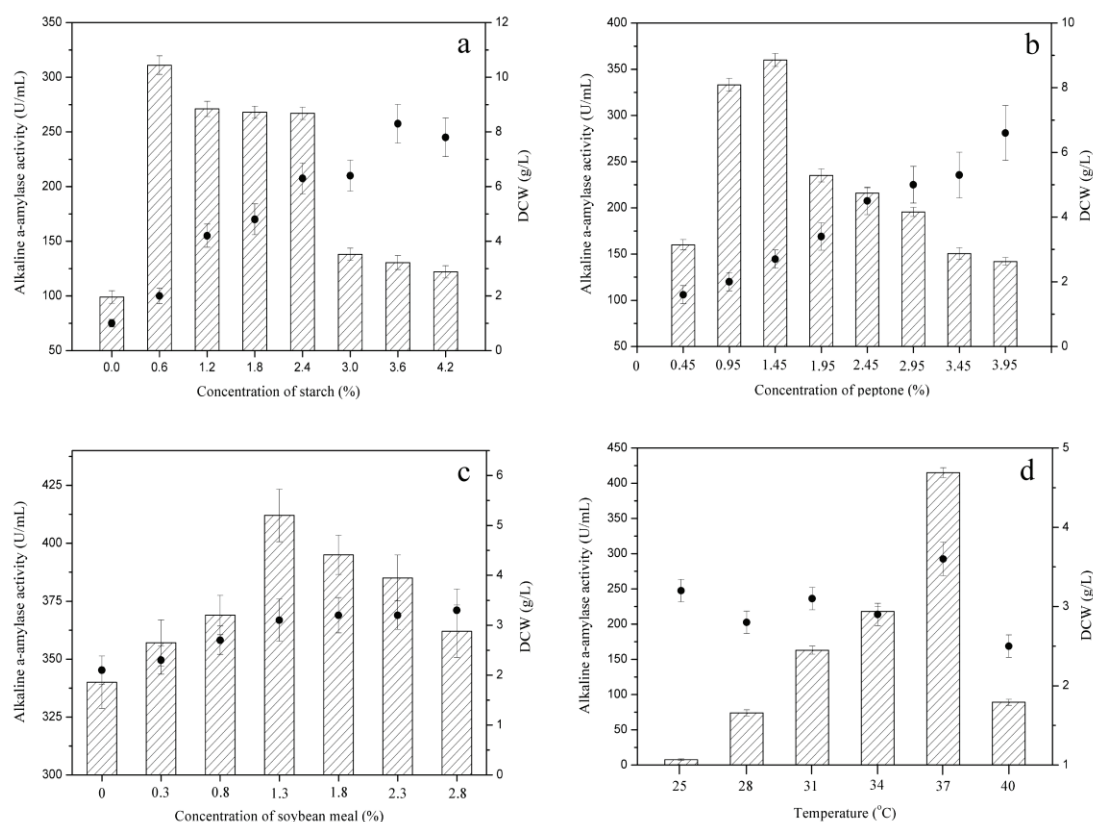 a
Alkaline a-amylase activity (U/mL)
350
300
250
200
150
100
50
12
10
8
6
4
2
0
DCW (g/L)
0.0 0.6 1.2 1.8 2.4 3.0 3.6 4.2
Concentration of starch (%)
b
Alkaline a-amylase activity (U/mL)
400
350
300
250
200
150
100
50
10
8
6
4
2
0
DCW (g/L)
0 0.45 0.95 1.45 1.95 2.45 2.95 3.45 3.95
Concentration of peptone (%)
c
Alkaline a-amylase activity (U/mL)
425
400
375
350
325
300
6
5
4
3
2
1
0
DCW (g/L)
0 0.3 0.8 1.3 1.8 2.3 2.8
Concentration of soybean meal (%)
d
Alkaline a-amylase activity (U/mL)
450
400
350
300
250
200
150
100
50
0
5
4
3
2
1
DCW (g/L)
25 28 31 34 37 40
Temperature (°C)